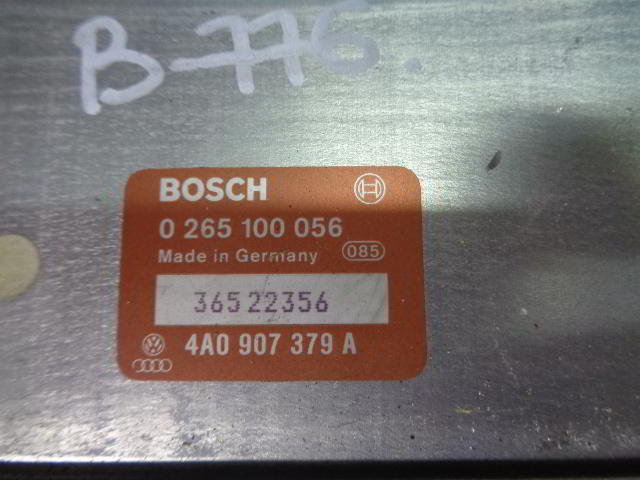 B-776.
BOSCH
0 265 100 056
Made in Germany 085
36522356
4A0 907 379 A